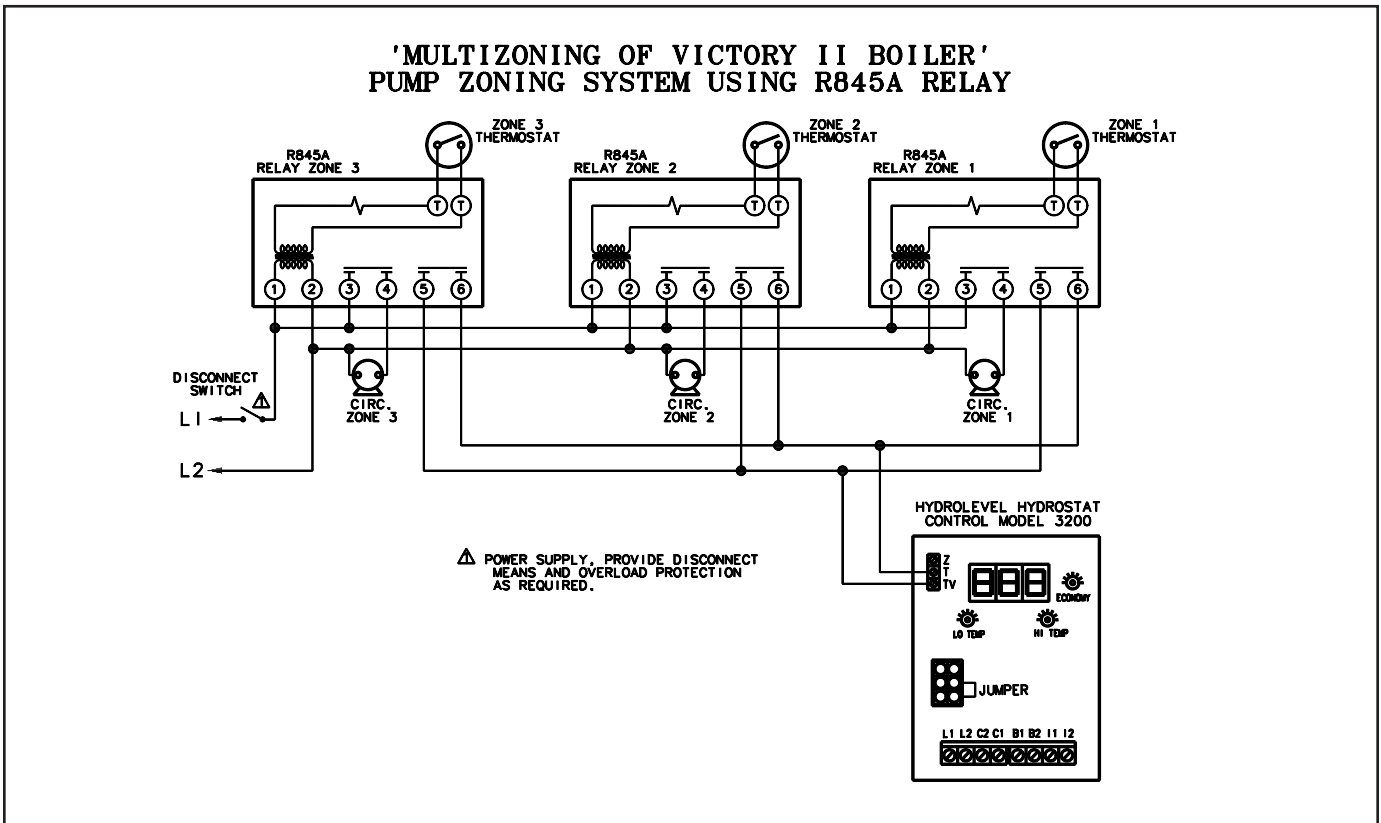 'MULTIZONING OF VICTORY II BOILER'
PUMP ZONING SYSTEM USING R845A RELAY
ZONE 3
THERMOSTAT
R845A
RELAY ZONE 3
T T
1 2 3 4 5 6
ZONE 2
THERMOSTAT
R845A
RELAY ZONE 2
T T
1 2 3 4 5 6
ZONE 1
THERMOSTAT
R845A
RELAY ZONE 1
T T
1 2 3 4 5 6
DISCONNECT
SWITCH
L1
L2
CIRC.
ZONE 3
CIRC.
ZONE 2
CIRC.
ZONE 1
POWER SUPPLY, PROVIDE DISCONNECT
MEANS AND OVERLOAD PROTECTION
AS REQUIRED.
HYDROLEVEL HYDROSTAT
CONTROL MODEL 3200
Z
T
TV
888
ECONOMY
LO TEMP
HI TEMP
JUMPER
L1 L2 C2 C1 B1 B2 I1 I2